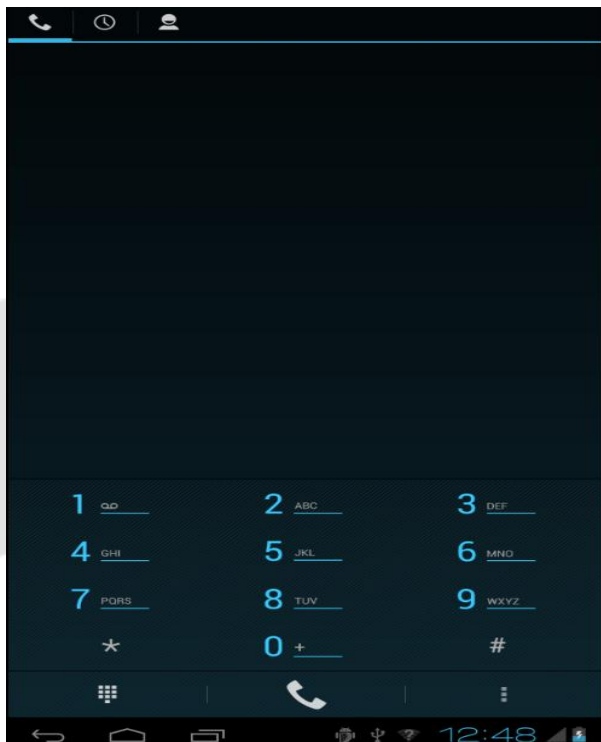 1
2 ABC
3 DEF
4 GHI
5 JKL
6 MNO
7 PQRS
8 TUV
9 WXYZ
*
0 +
#
12:48